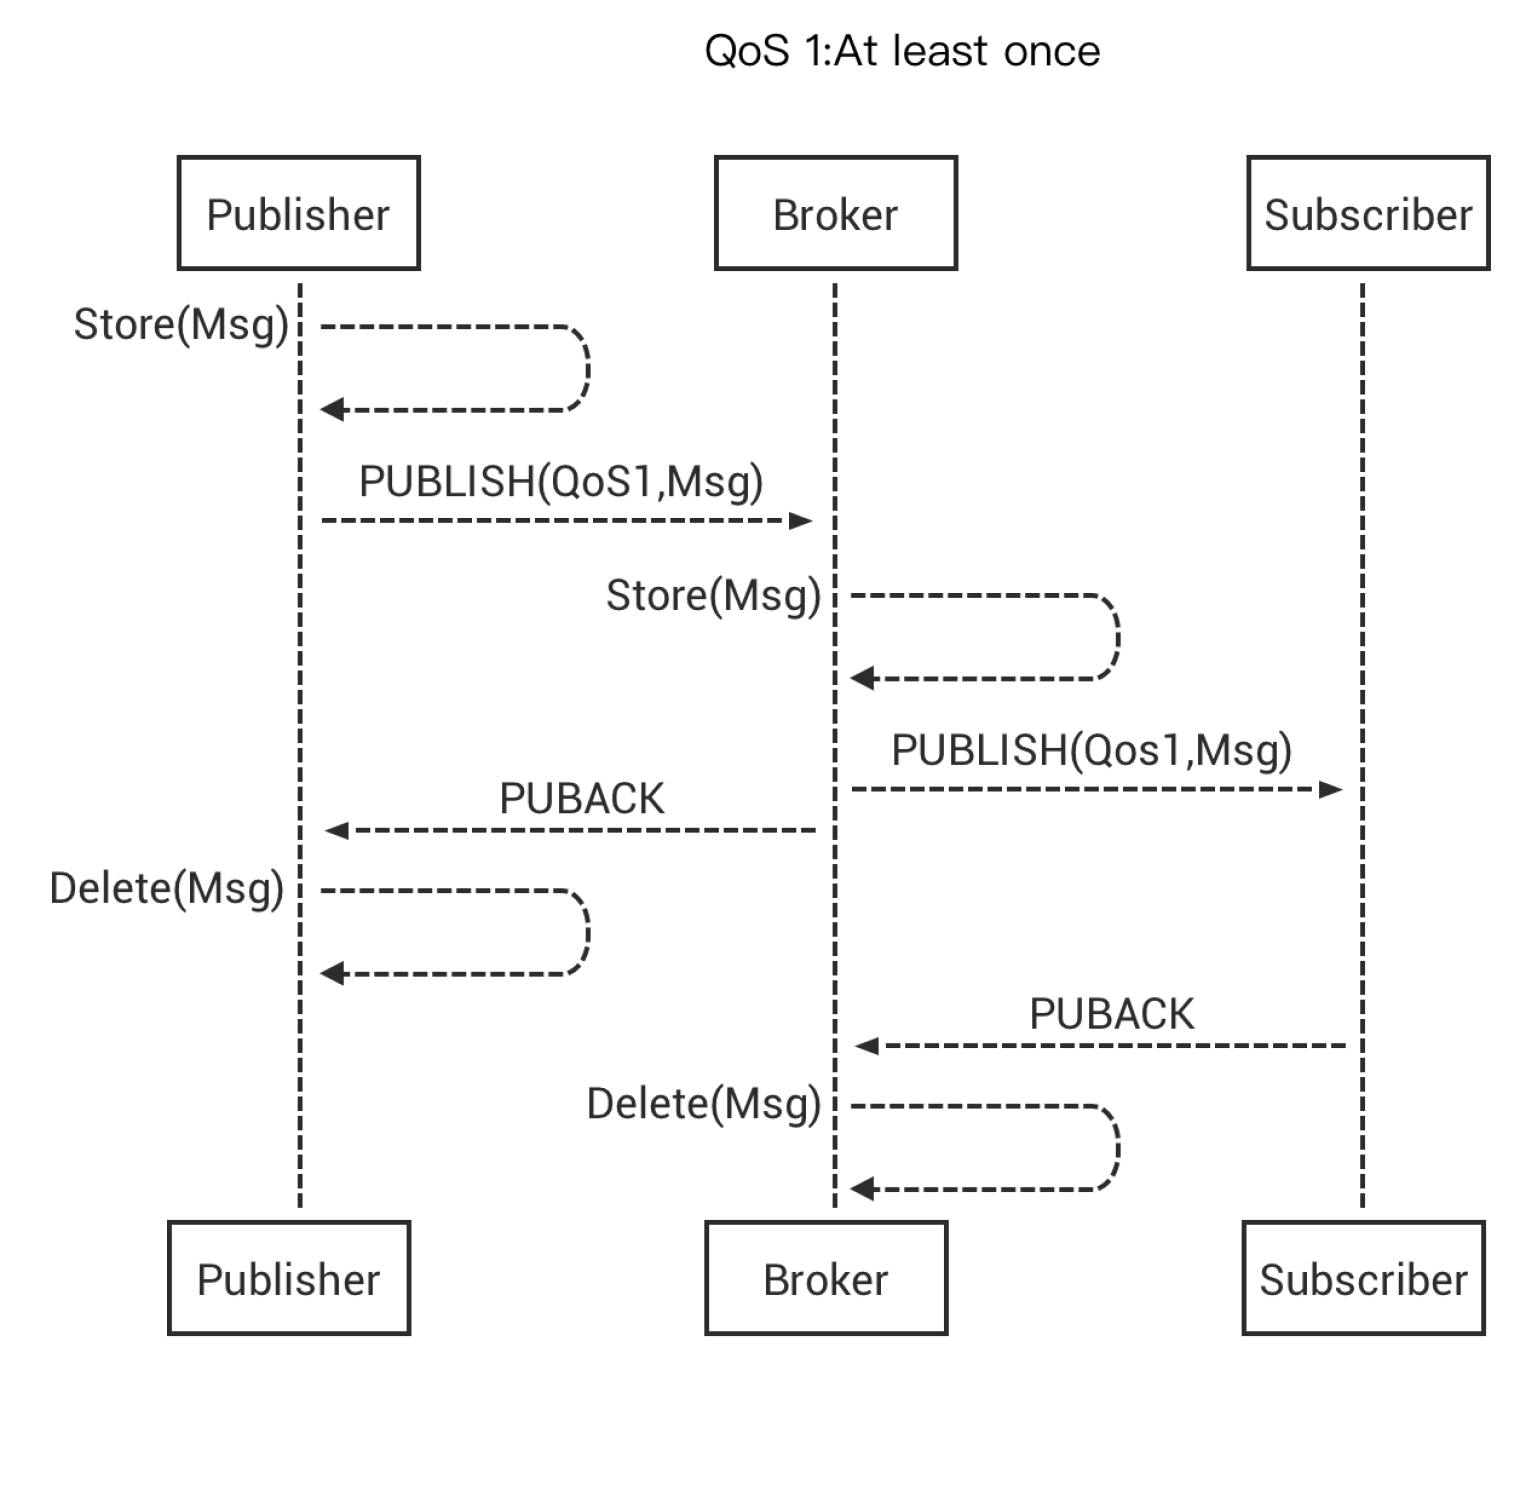 QoS 1:At least once
Publisher
Broker
Subscriber
Store(Msg)
PUBLISH(QoS1,Msg)
Store(Msg)
PUBLISH(Qos1,Msg)
PUBACK
Delete(Msg)
PUBACK
Delete(Msg)
Publisher
Broker
Subscriber